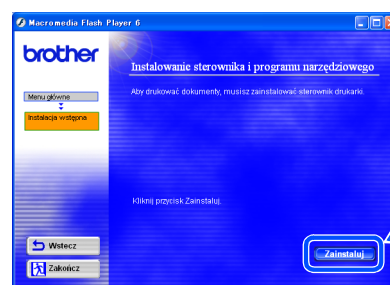 Macromedia Flash Player 6
brother
Instalowanie sterownika i programu narzędziowego
Menu główne
Aby drukować dokumenty, musisz zainstalować sterownik drukarki.
Instalacja wstępna
Kliknij przycisk Zainstaluj.
Wstecz
Zainstaluj
Zakończ